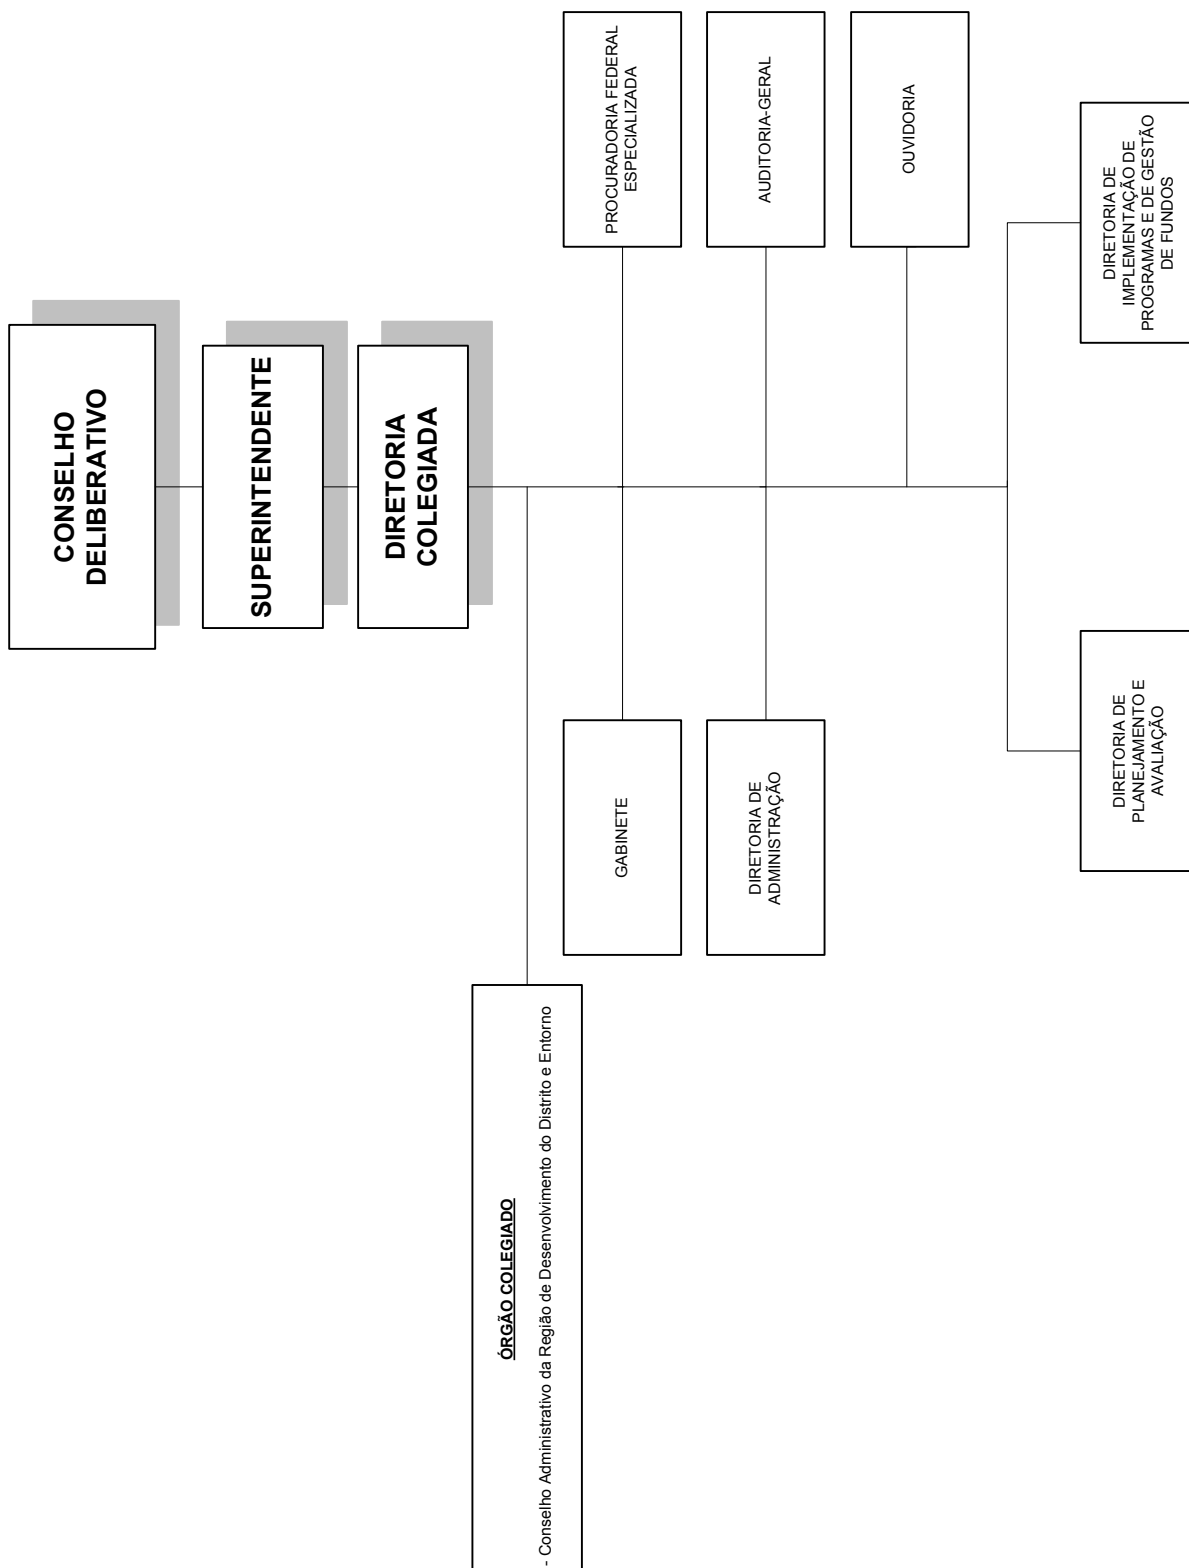 CONSELHO
DELIBERATIVO
SUPERINTENDENTE
DIRETORIA
COLEGIADA
ÓRGÃO COLEGIADO
- Conselho Administrativo da Região de Desenvolvimento do Distrito e Entorno
GABINETE
PROCURADORIA FEDERAL
ESPECIALIZADA
DIRETORIA DE
ADMINISTRAÇÃO
AUDITORIA-GERAL
OUVIDORIA
DIRETORIA DE
PLANEJAMENTO E
AVALIAÇÃO
DIRETORIA DE
IMPLEMENTAÇÃO DE
PROGRAMAS E DE GESTÃO
DE FUNDOS